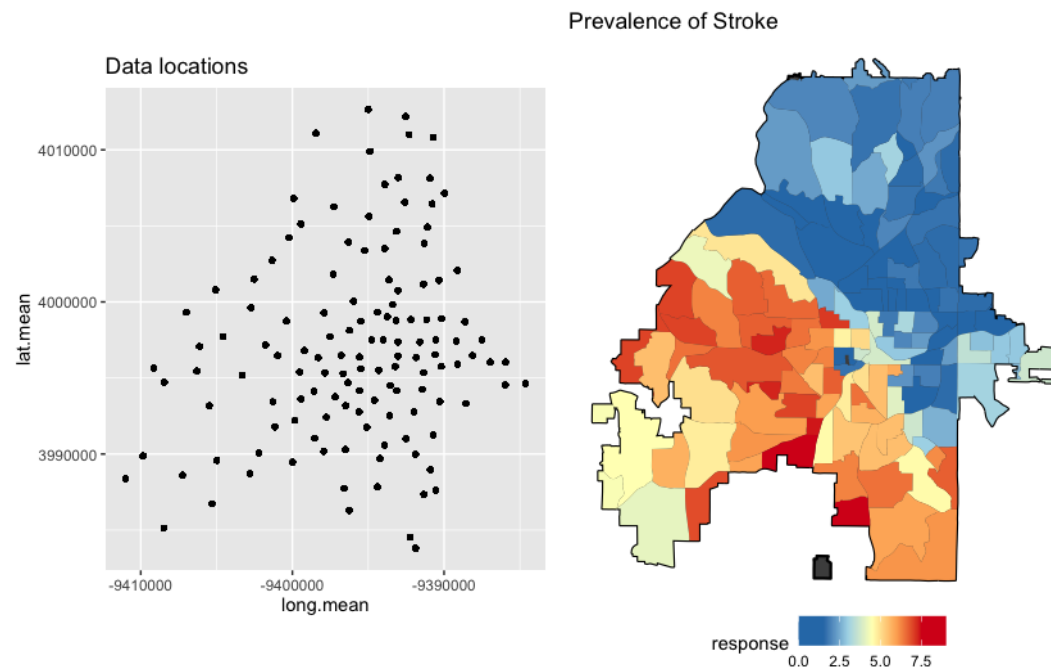 Prevalence of Stroke
Data locations
4010000
4000000
3990000
lat.mean
-9410000 -9400000 -9390000
long.mean
response
0.0 2.5 5.0 7.5